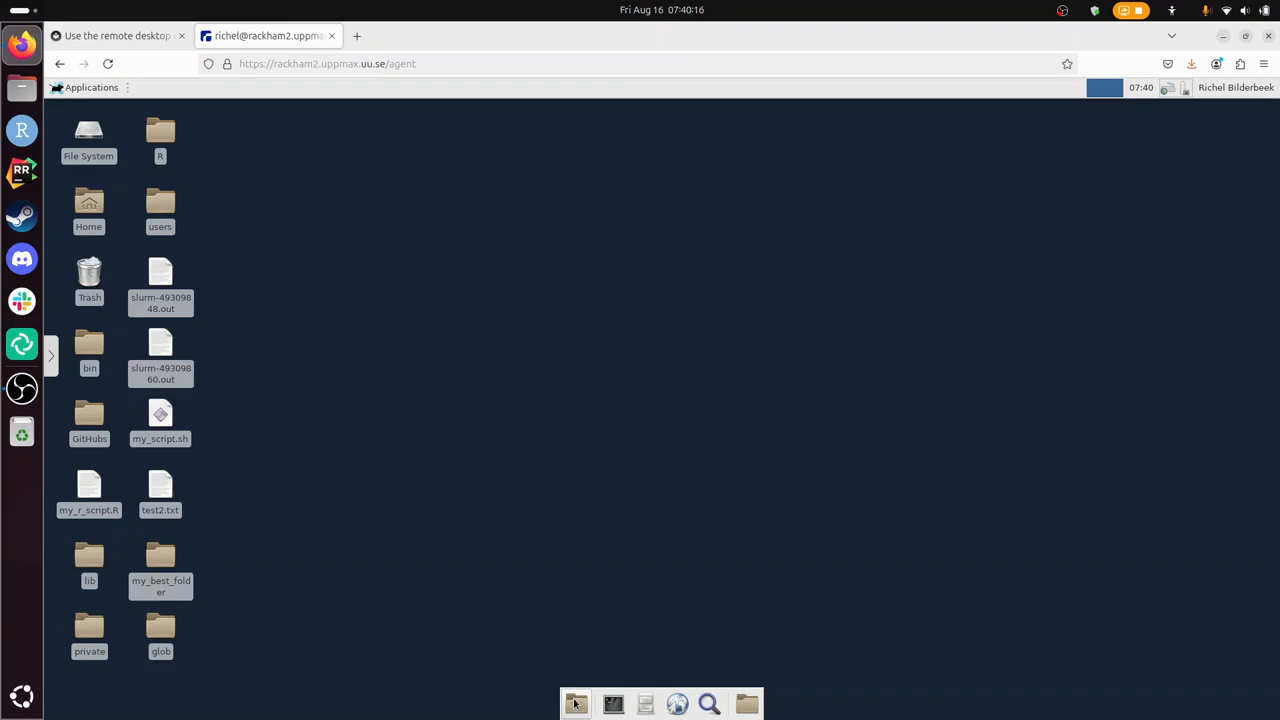 Fri Aug 16 07:40:16
Use the remote desktop
richel@rackham2.uppma
https://rackham2.uppmax.uu.se/agent
Applications
07:40
Richel Bilderbeek
File System
R
Home
users
Trash
slurm-493098
48.out
bin
slurm-493098
60.out
GitHubs
my_script.sh
my_r_script.R
test2.txt
lib
my_best_fold
er
private
glob
R
RR